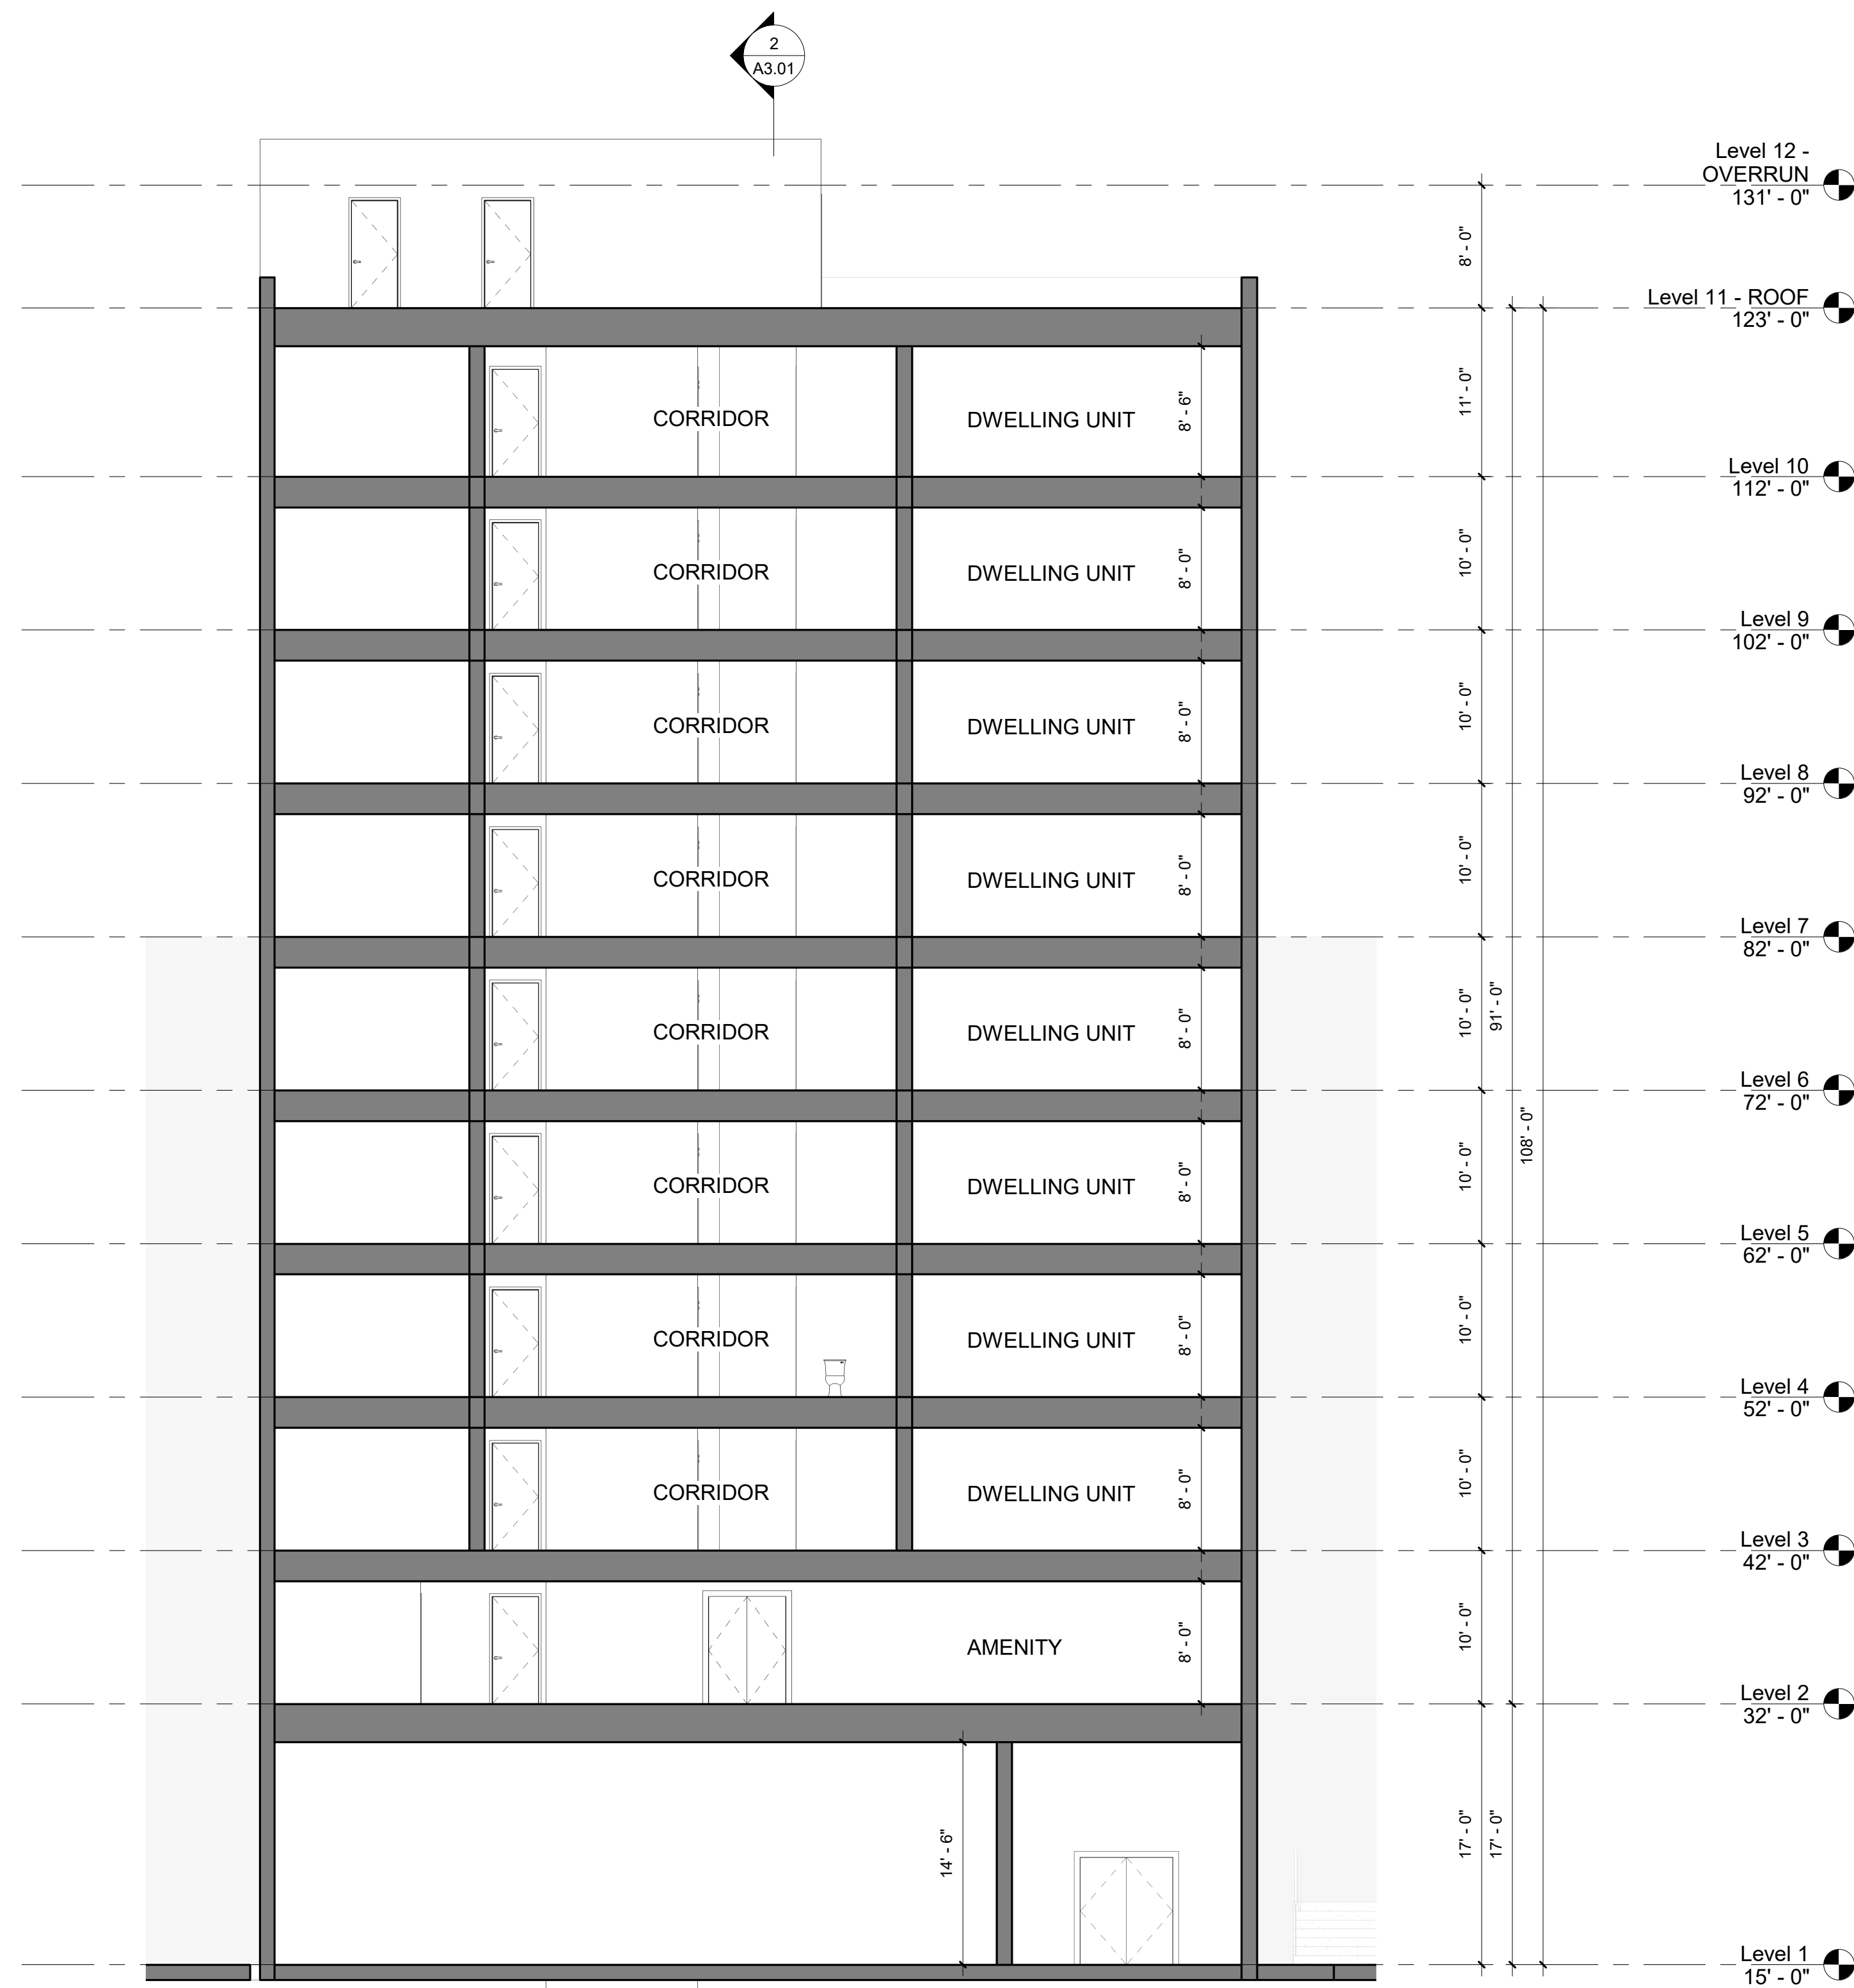 2
A3.01
Level 12 -
OVERRUN
131' - 0"
8' - 0"
Level 11 - ROOF
123' - 0"
CORRIDOR
DWELLING UNIT
8' - 6"
11' - 0"
Level 10
112' - 0"
CORRIDOR
DWELLING UNIT
8' - 0"
10' - 0"
Level 9
102' - 0"
CORRIDOR
DWELLING UNIT
8' - 0"
10' - 0"
Level 8
92' - 0"
CORRIDOR
DWELLING UNIT
8' - 0"
10' - 0"
Level 7
82' - 0"
CORRIDOR
DWELLING UNIT
8' - 0"
10' - 0"
91' - 0"
Level 6
72' - 0"
CORRIDOR
DWELLING UNIT
8' - 0"
10' - 0"
108' - 0"
Level 5
62' - 0"
CORRIDOR
DWELLING UNIT
8' - 0"
10' - 0"
Level 4
52' - 0"
CORRIDOR
DWELLING UNIT
8' - 0"
10' - 0"
Level 3
42' - 0"
AMENITY
8' - 0"
10' - 0"
Level 2
32' - 0"
14' - 6"
17' - 0"
17' - 0"
Level 1
15' - 0"